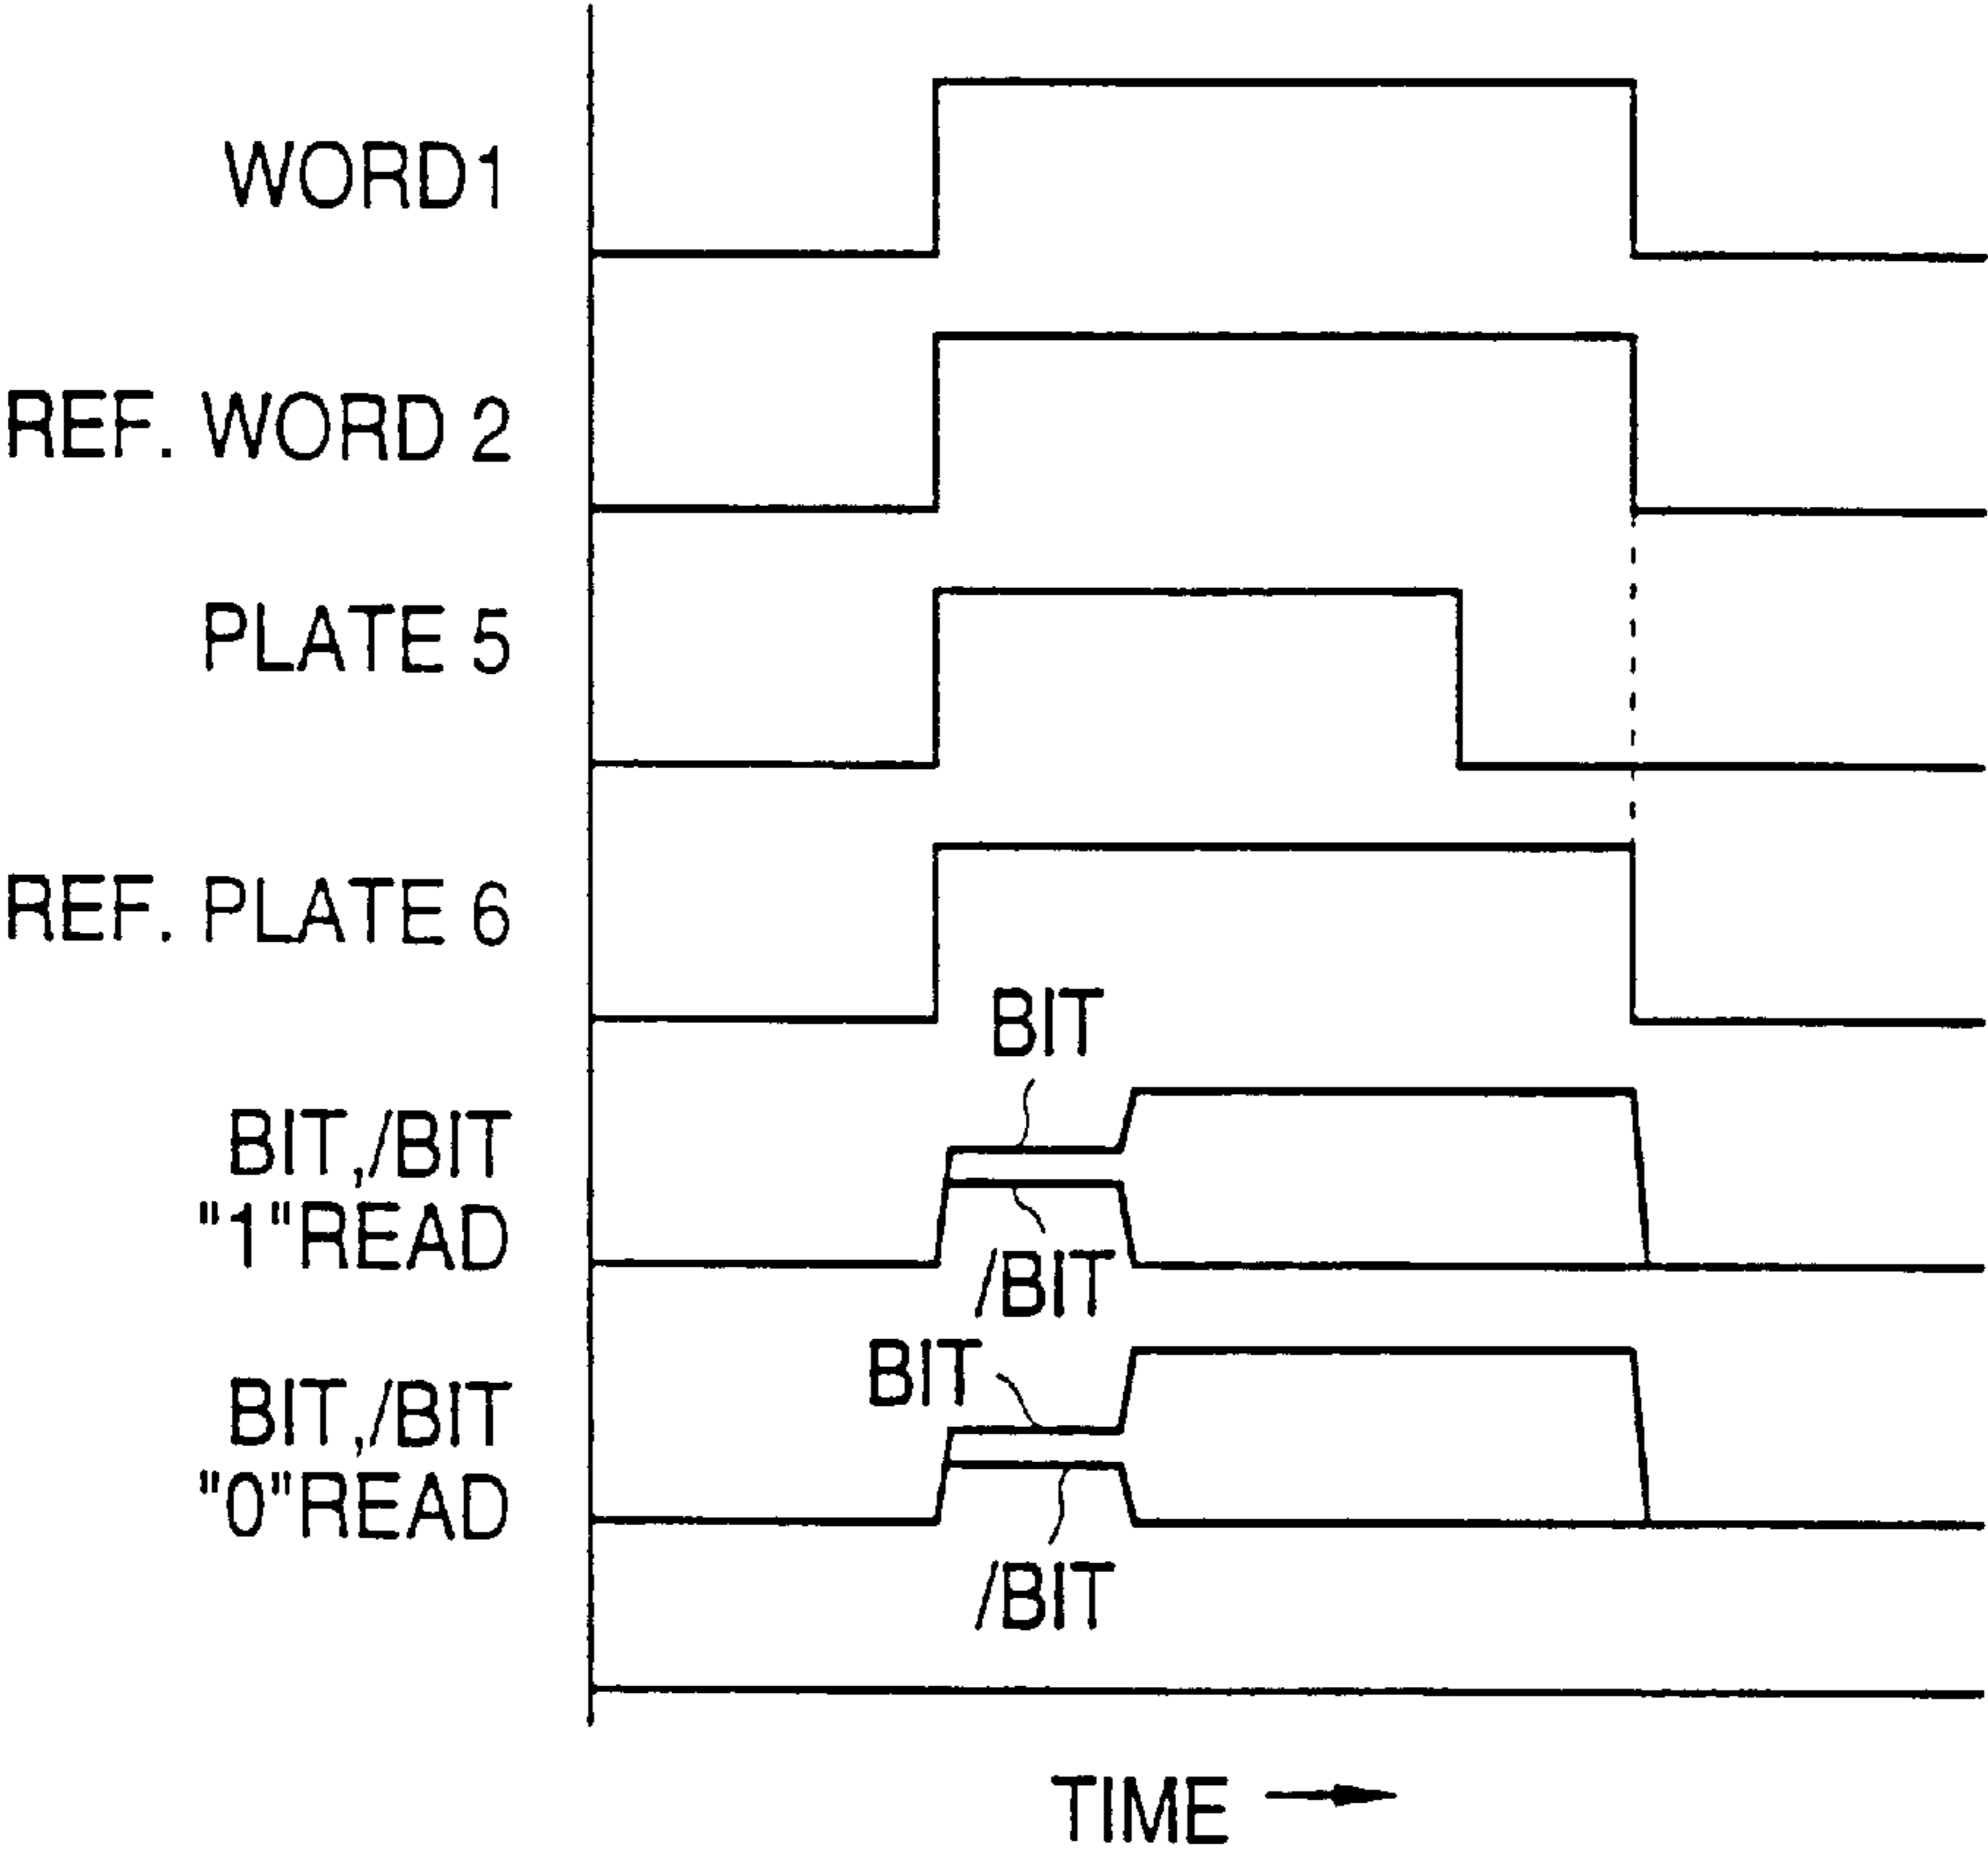 WORD1
REF. WORD 2
PLATE 5
REF. PLATE 6
BIT
BIT,/BIT
"1"READ
/BIT
BIT
BIT,/BIT
"0"READ
/BIT
TIME